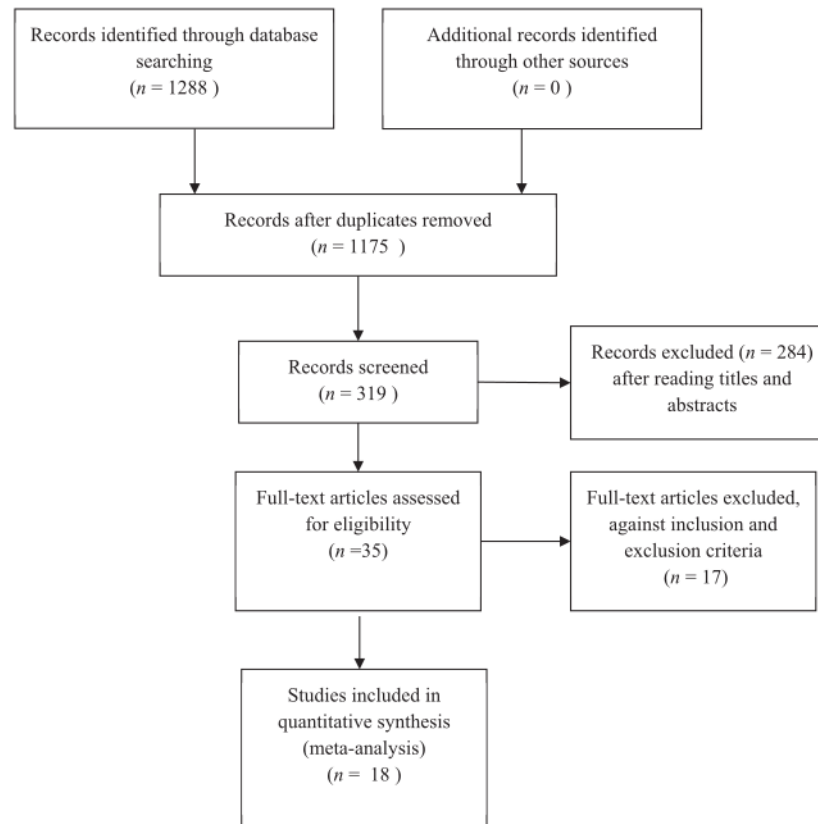 Records identified through database
searching
(n = 1288 )
Additional records identified
through other sources
(n = 0 )
Records after duplicates removed
(n = 1175 )
Records screened
(n = 319 )
Records excluded (n = 284)
after reading titles and
abstracts
Full-text articles assessed
for eligibility
(n =35)
Full-text articles excluded,
against inclusion and
exclusion criteria
(n = 17)
Studies included in
quantitative synthesis
(meta-analysis)
(n = 18 )